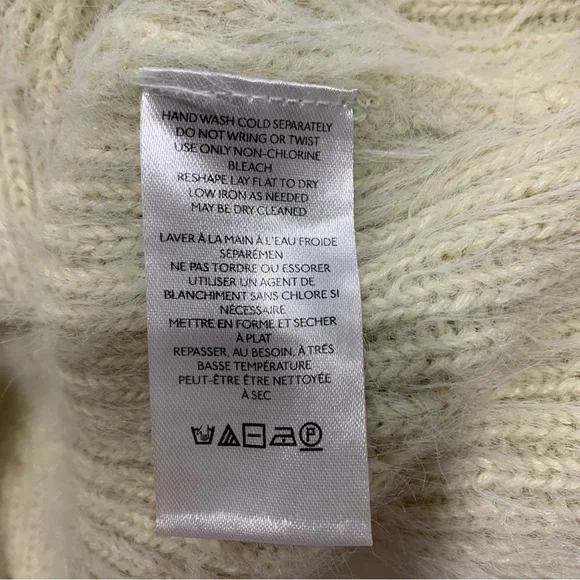 HAND WASH COLD SEPARATELY
DO NOT WRING OR TWIST
USE ONLY NON-CHLORINE
BLEACH
RESHAPE LAY FLAT TO DRY
LOW IRON AS NEEDED
MAY BE DRY CLEANED
LAVER À LA MAIN À L'EAU FROIDE
SÉPARÉMEN
NE PAS TORDRE OU ESSORER
UTILISER UN AGENT DE
BLANCHIMENT SANS CHLORE SI
NÉCESSAIRE
METTRE EN FORME ET SECHER
À PLAT
REPASSER, AU BESOIN, À TRÉS
BASSE TEMPÉRATURE
PEUT-ÊTRE ÊTRE NETTOYÉE
À SEC
P